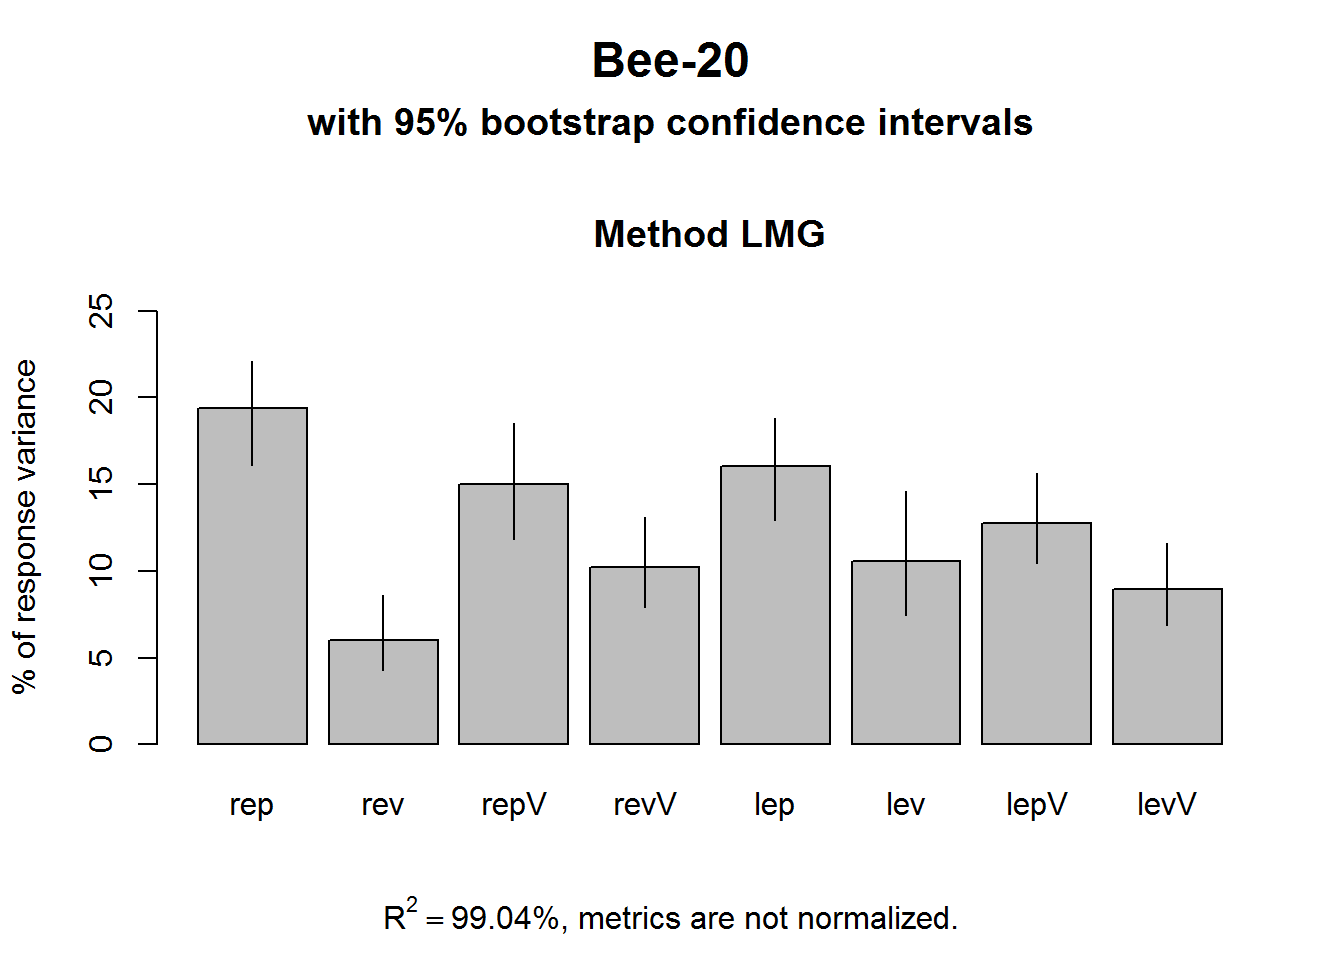 Bee-20
with 95% bootstrap confidence intervals
Method LMG
% of response variance
25
20
15
10
5
0
rep rev repV revV lep lev lepV levV
R² = 99.04%, metrics are not normalized.